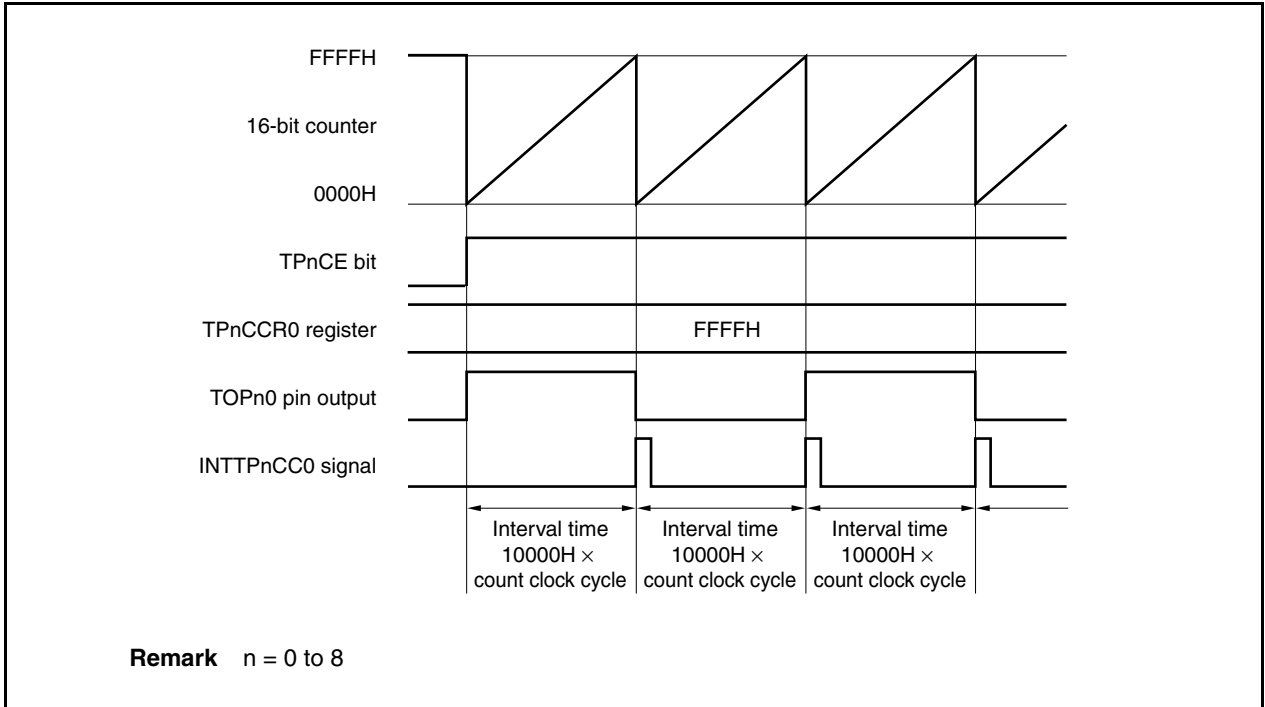 FFFFH
16-bit counter
0000H
TPnCE bit
TPnCCR0 register
FFFFH
TOPn0 pin output
INTTPnCC0 signal
Interval time
10000H ×
count clock cycle
Interval time
10000H ×
count clock cycle
Interval time
10000H ×
count clock cycle
Remark n = 0 to 8